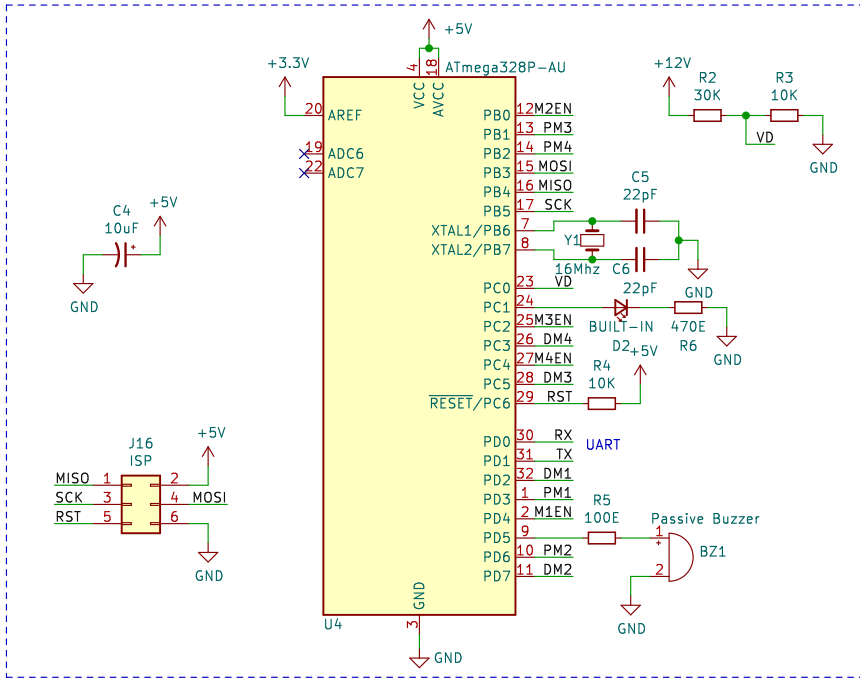 +5V
ATmega328P-AU
4
18
VCC
AVCC
+3.3V
20
AREF
19
ADC6
22
ADC7
PB0
12
M2EN
PB1
13
PM3
PB2
14
PM4
PB3
15
MOSI
PB4
16
MISO
PB5
17
SCK
XTAL1/PB6
7
XTAL2/PB7
8
PC0
23
VD
PC1
24
PC2
25
M3EN
PC3
26
DM4
PC4
27
M4EN
PC5
28
DM3
RESET/PC6
29
RST
PD0
30
RX
UART
PD1
31
TX
PD2
32
DM1
PD3
1
PM1
PD4
2
M1EN
PD5
9
PD6
10
PM2
PD7
11
DM2
GND
U4
3
GND
+12V
R2
30K
R3
10K
VD
GND
C5
22pF
Y1
16Mhz
C6
22pF
GND
BUILT-IN
D2
470E
R6
GND
R4
10K
+5V
R5
100E
Passive Buzzer
1
+
BZ1
2
GND
C4
10uF
+
+5V
GND
J16
ISP
+5V
MISO
1
2
SCK
3
4
MOSI
RST
5
6
GND